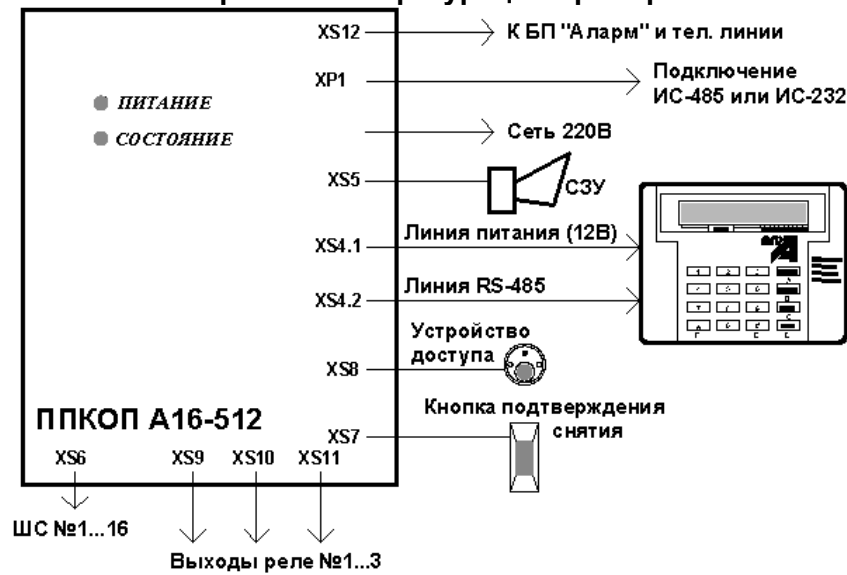 XS12
К БП "Аларм" и тел. линии
XP1
Подключение
ИС-485 или ИС-232
ПИТАНИЕ
СОСТОЯНИЕ
Сеть 220В
XS5
СЗУ
XS4.1
Линия питания (12В)
XS4.2
Линия RS-485
Устройство
доступа
XS8
Кнопка подтверждения
снятия
ППКОП А16-512
XS7
XS6
XS9
XS10
XS11
ШС №1...16
Выходы реле №1...3